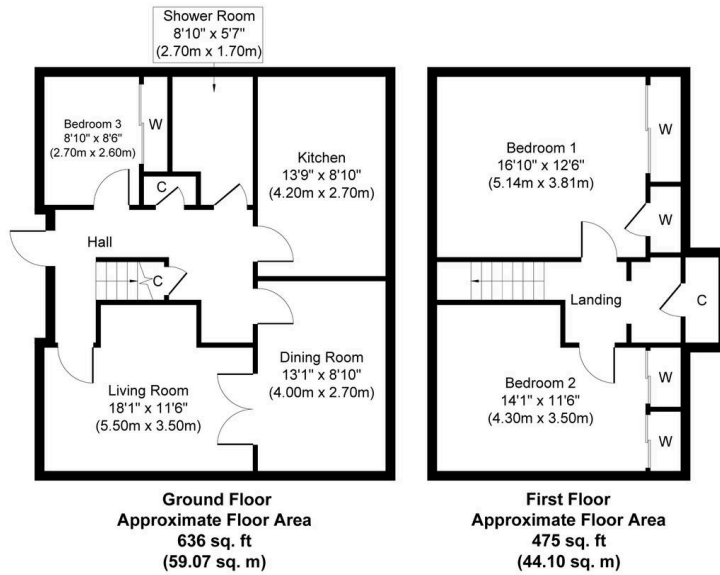 Shower Room
8'10" x 5'7"
(2.70m x 1.70m)
Bedroom 3
8'10" x 8'6"
(2.70m x 2.60m)
W
C
Kitchen
13'9" x 8'10"
(4.20m x 2.70m)
Hall
C
Living Room
18'1" x 11'6"
(5.50m x 3.50m)
Dining Room
13'1" x 8'10"
(4.00m x 2.70m)
Ground Floor
Approximate Floor Area
636 sq. ft
(59.07 sq. m)
Bedroom 1
16'10" x 12'6"
(5.14m x 3.81m)
W
W
Landing
C
Bedroom 2
14'1" x 11'6"
(4.30m x 3.50m)
W
W
First Floor
Approximate Floor Area
475 sq. ft
(44.10 sq. m)